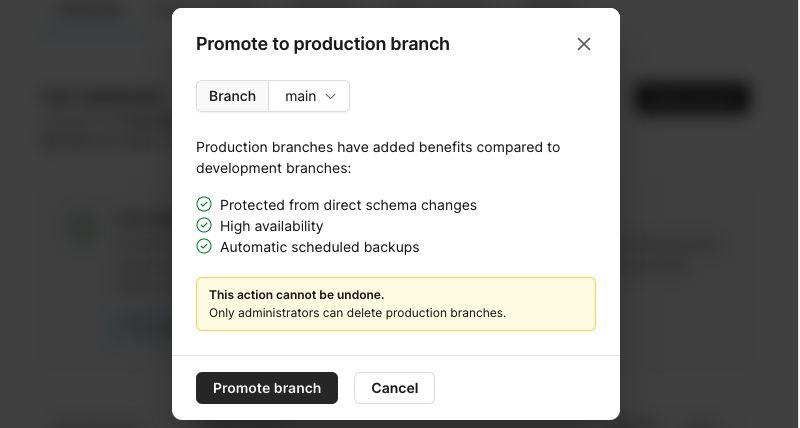 Promote to production branch
Branch main
Production branches have added benefits compared to
development branches:
Protected from direct schema changes
High availability
Automatic scheduled backups
This action cannot be undone.
Only administrators can delete production branches.
Promote branch Cancel